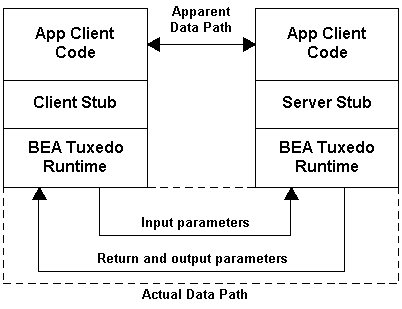 App Client
Code
Apparent
Data Path
App Client
Code
Client Stub
Server Stub
BEA Tuxedo
Runtime
BEA Tuxedo
Runtime
Input parameters
Return and output parameters
Actual Data Path